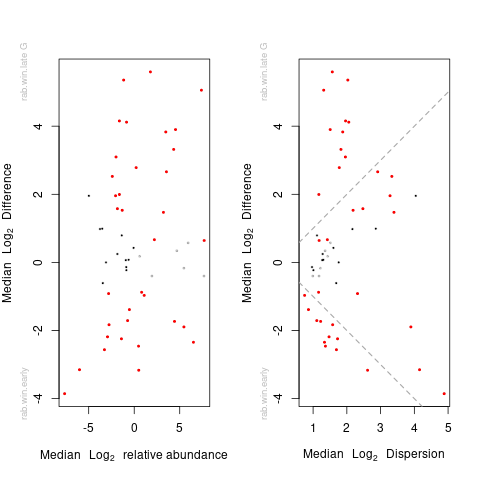 rab.win.late G
rab.win.early
Median Log2 Difference
4
2
0
-2
-4
-5 0 5
Median Log2 relative abundance
rab.win.late G
rab.win.early
Median Log2 Difference
4
2
0
-2
-4
1 2 3 4 5
Median Log2 Dispersion